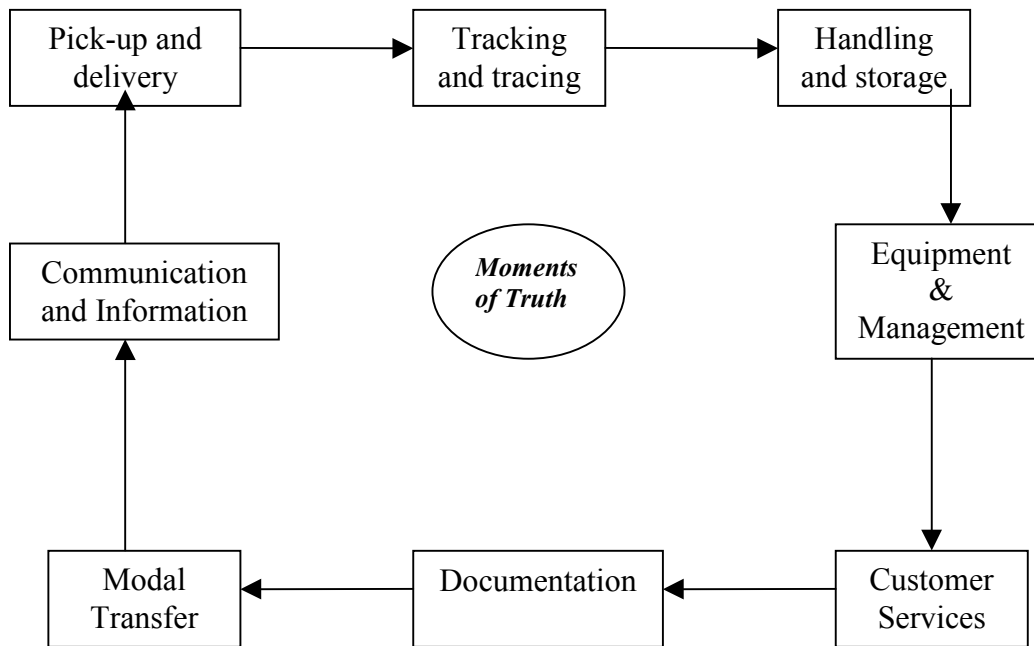 Pick-up and
delivery
Tracking
and tracing
Handling
and storage
Communication
and Information
Moments
of Truth
Equipment
&
Management
Modal
Transfer
Documentation
Customer
Services